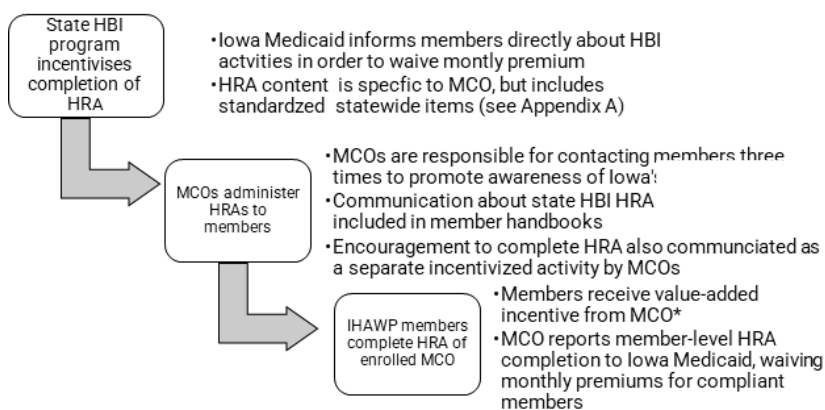 State HBI
program
incentivises
completion of
HRA
•Iowa Medicaid informs members directly about HBI
actvities in order to waive montly premium
•HRA content is specfic to MCO, but includes
standardzed statewide items (see Appendix A)
MCOs administer
HRAs to
members
•MCOs are responsible for contacting members three
times to promote awareness of Iowa's
•Communication about state HBI HRA
included in member handbooks
•Encouragement to complete HRA also communciated as
a separate incentivized activity by MCOs
IHAWP members
complete HRA of
enrolled MCO
•Members receive value-added
incentive from MCO*
•MCO reports member-level HRA
completion to Iowa Medicaid, waiving
monthly premiums for compliant
members